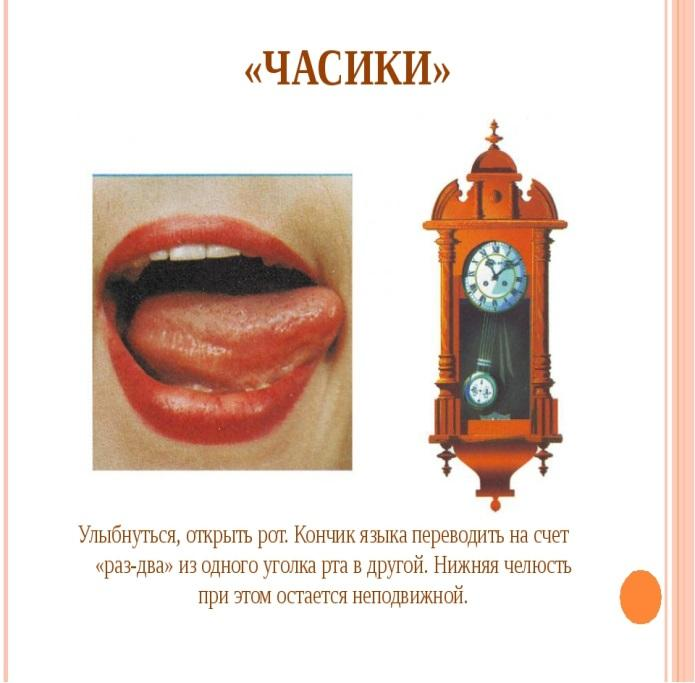 «ЧАСИКИ»
Улыбнуться, открыть рот. Кончик языка переводить на счет
«раз-два» из одного уголка рта в другой. Нижняя челюсть
при этом остается неподвижной.